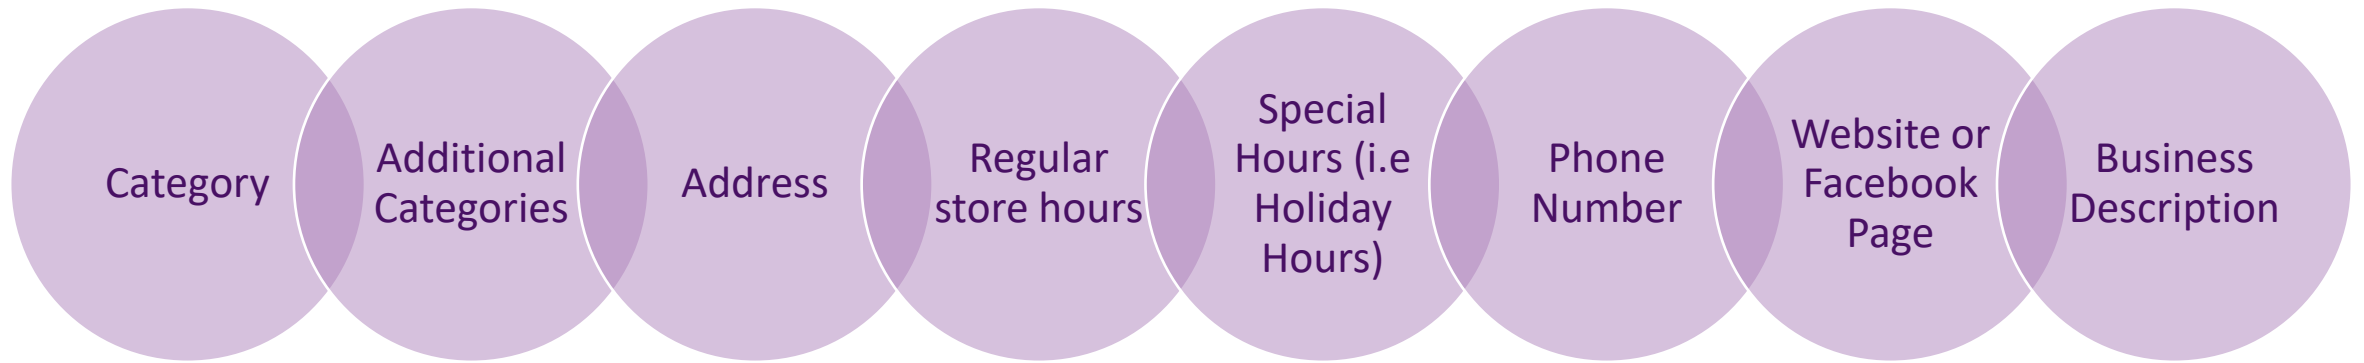 Category
Additional
Categories
Address
Regular
store hours
Special
Hours (i.e
Holiday
Hours)
Phone
Number
Website or
Facebook
Page
Business
Description